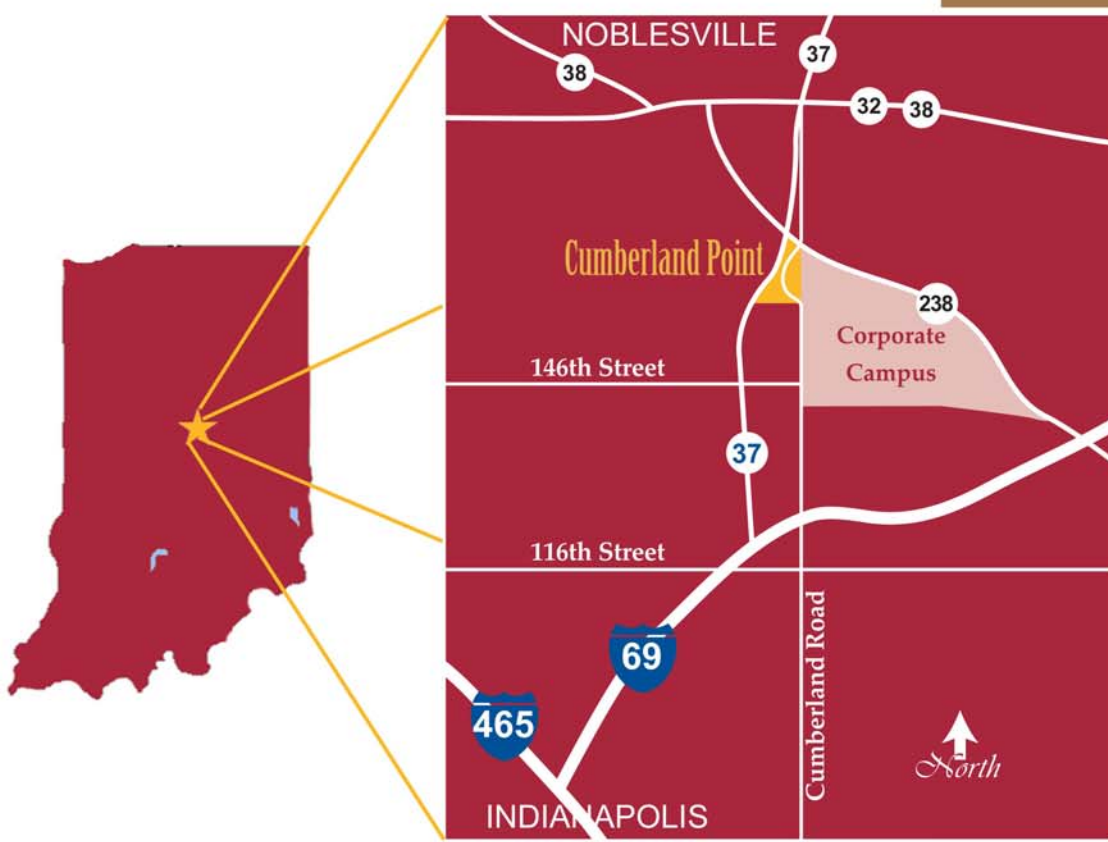 NOBLESVILLE
37
38
32
38
Cumberland Point
238
Corporate
Campus
146th Street
37
116th Street
Cumberland Road
69
465
North
INDIANAPOLIS